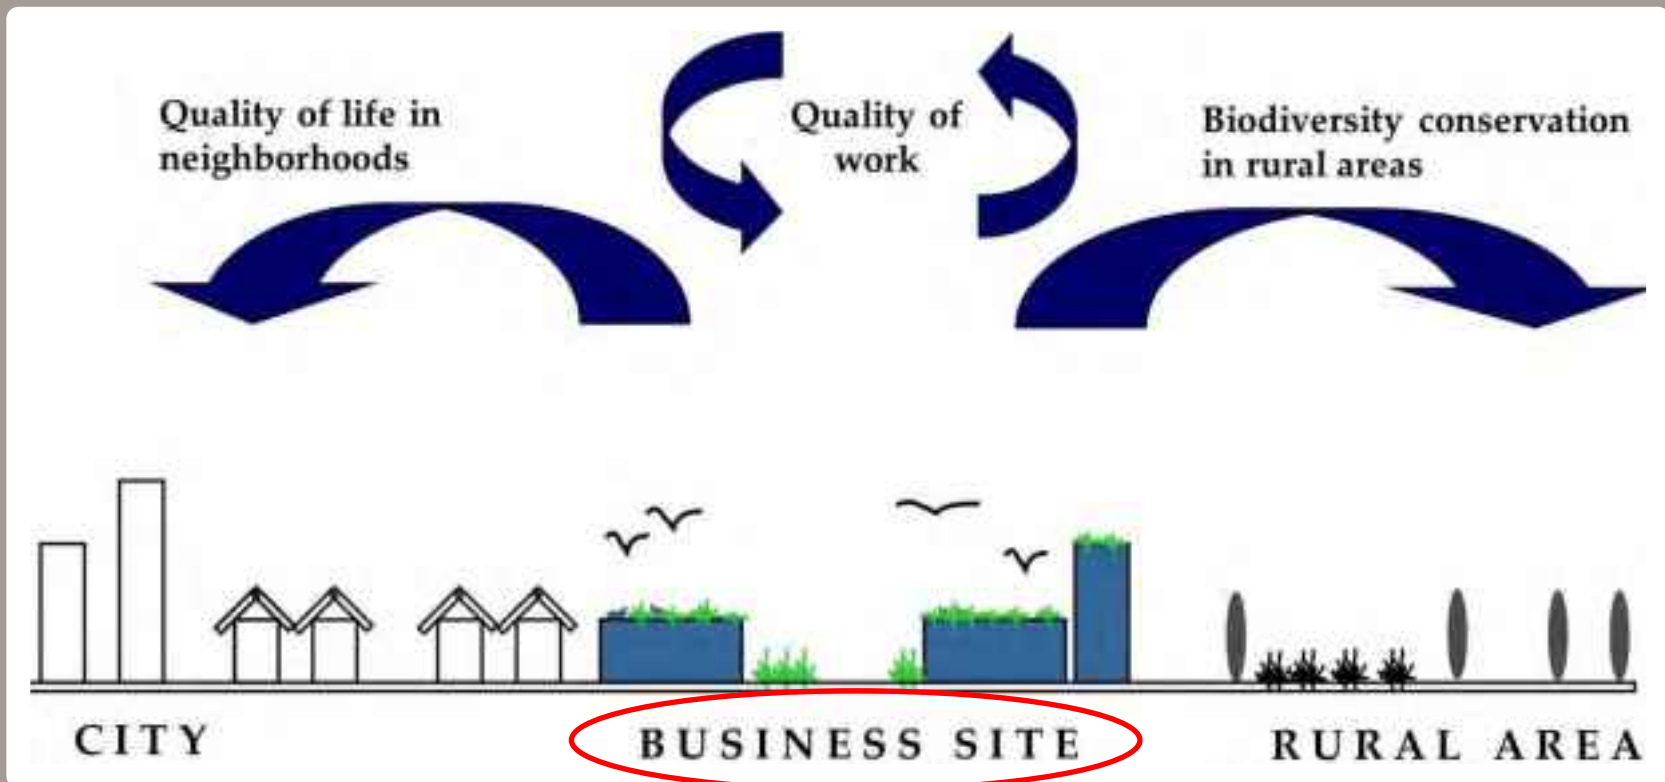 Quality of life in
neighborhoods
Quality of
work
Biodiversity conservation
in rural areas
CITY
BUSINESS SITE
RURAL AREA